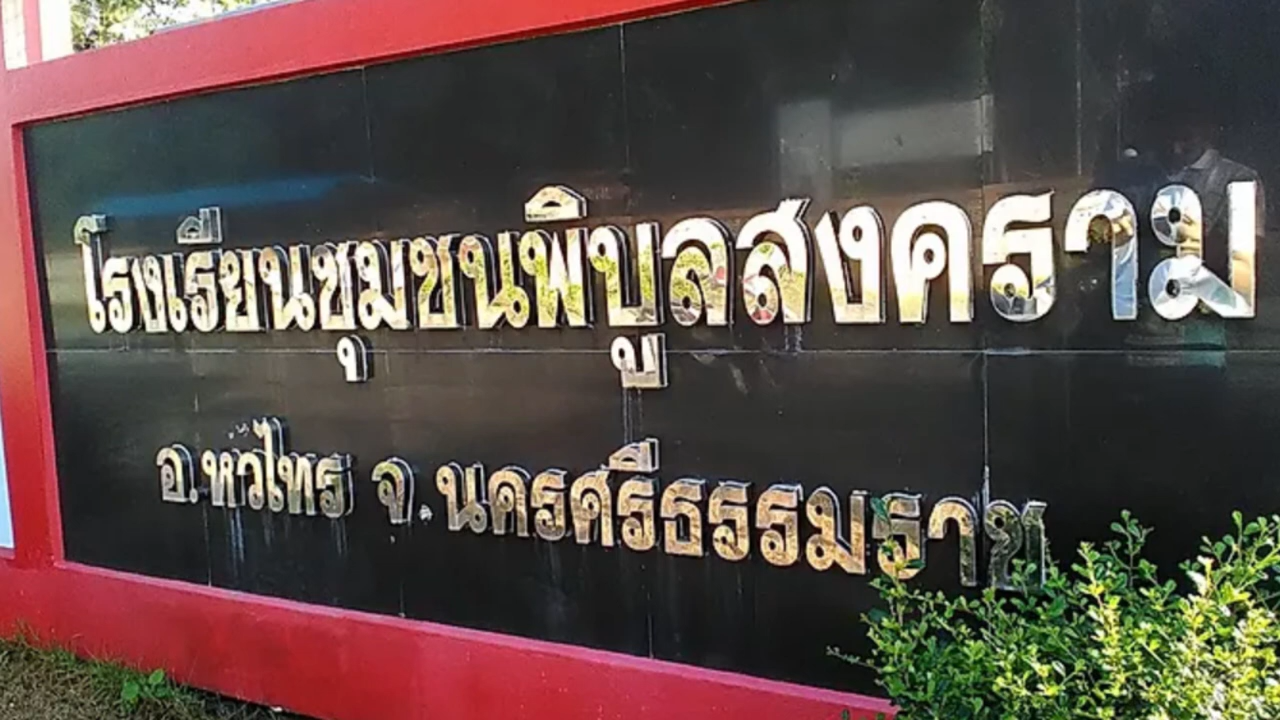 โรงเรียนชุมชนพิบูลสงคราม
อ.หัวไทร จ.นครศรีธรรมราช